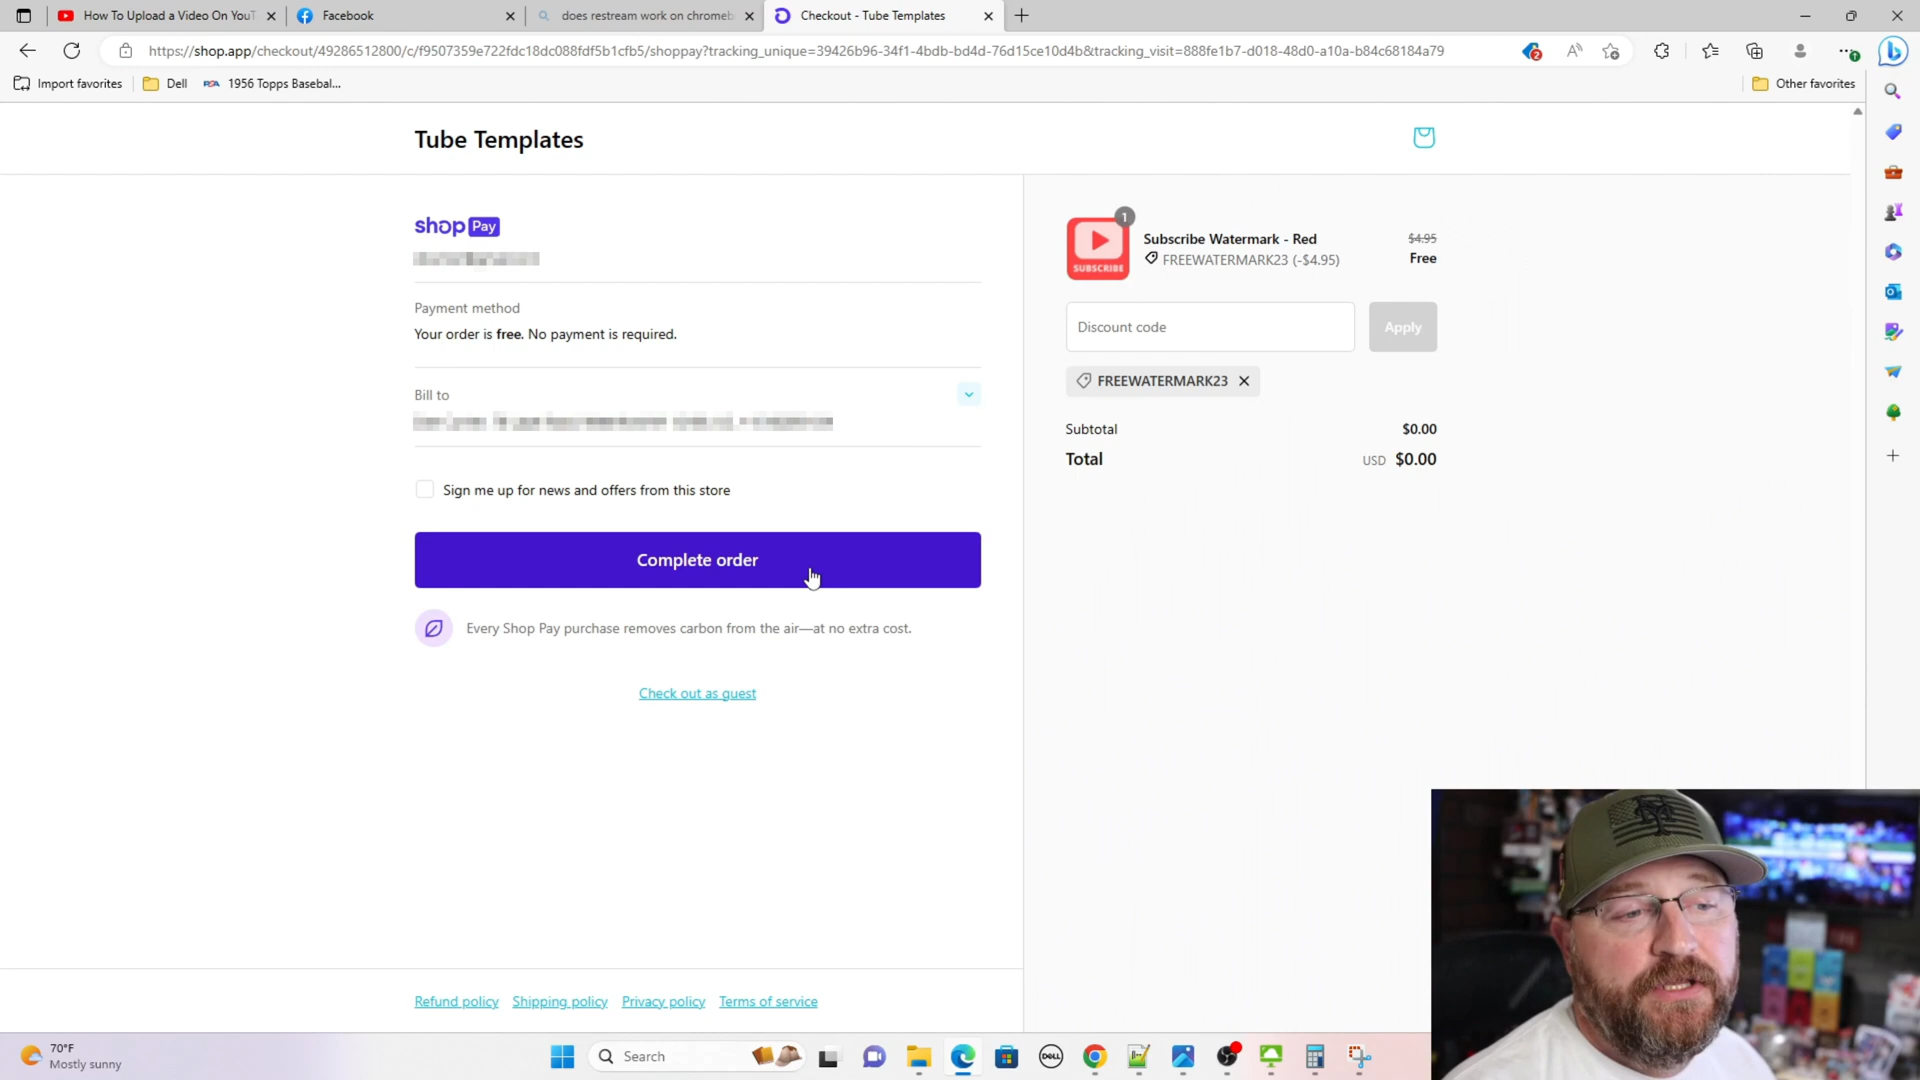 How To Upload a Video On YouT
Facebook
does restream work on chromeb
Checkout - Tube Templates
https://shop.app/checkout/49286512800/c/f9507359e722fdc18dc088fdf5b1cfb5/shoppay?tracking_unique=39426b96-34f1-4bdb-bd4d-76d15ce10d4b&tracking_visit=888fe1b7-d018-48d0-a10a-b84c68184a79
2
Import favorites
Dell
PSA
1956 Topps Basebal...
Other favorites
Tube Templates
shop Pay
Payment method
Your order is free. No payment is required.
Bill to
Sign me up for news and offers from this store
Complete order
Every Shop Pay purchase removes carbon from the air—at no extra cost.
Check out as guest
Refund policy
Shipping policy
Privacy policy
Terms of service
1
SUBSCRIBE
Subscribe Watermark - Red
$4.95
FREEWATERMARK23 (-$4.95)
Free
Discount code
Apply
FREEWATERMARK23
Subtotal
$0.00
Total
USD $0.00
70°F
Mostly sunny
Search
DELL